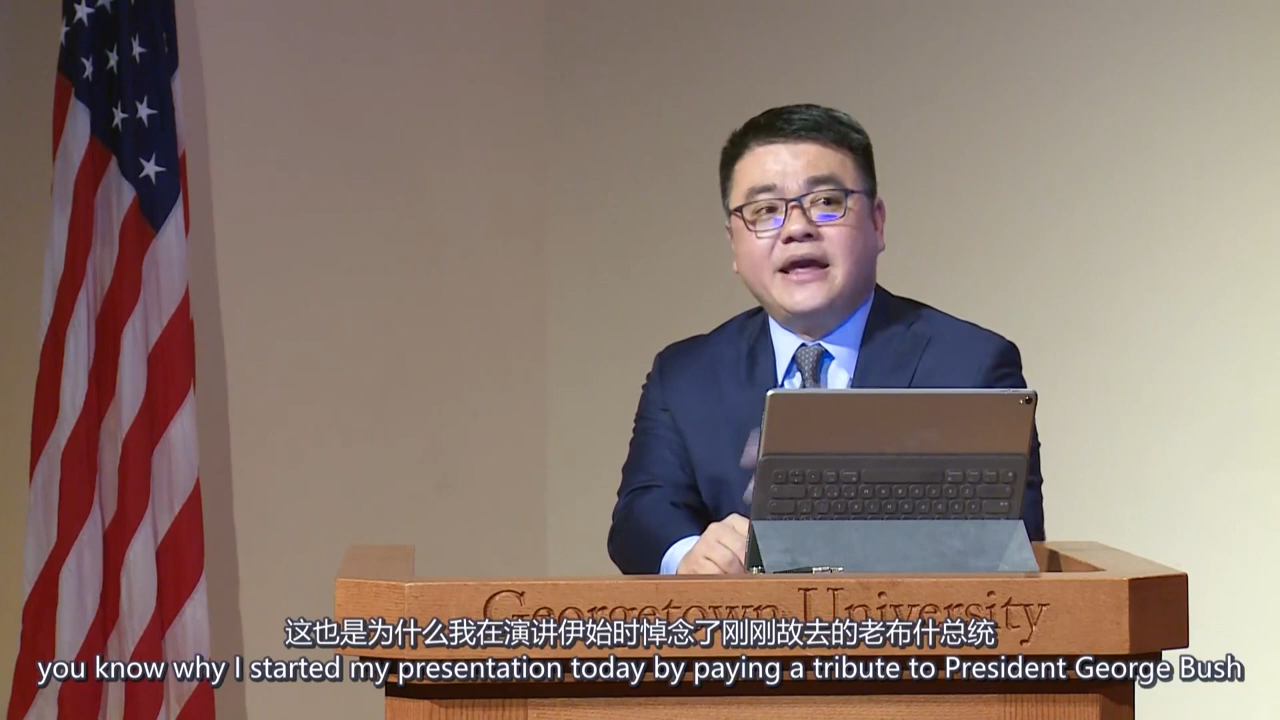 Georgetown University
这也是为什么我在演讲伊始时悼念了刚刚故去的老布什总统
you know why I started my presentation today by paying a tribute to President George Bush